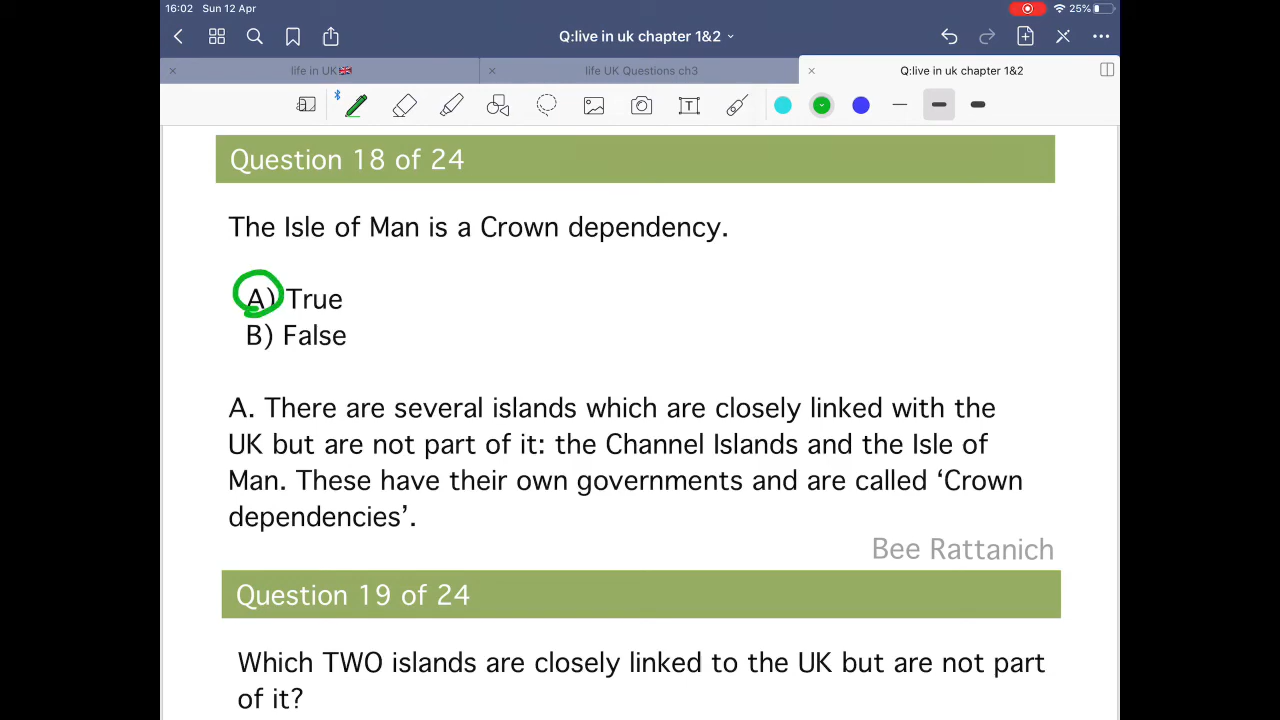 16:02 Sun 12 Apr 25%
Q:live in uk chapter 1&2
life in UK🇬🇧 life UK Questions ch3 Q:live in uk chapter 1&2
T
Question 18 of 24
The Isle of Man is a Crown dependency.
A) True
B) False
A. There are several islands which are closely linked with the
UK but are not part of it: the Channel Islands and the Isle of
Man. These have their own governments and are called ‘Crown
dependencies’.
Bee Rattanich
Question 19 of 24
Which TWO islands are closely linked to the UK but are not part
of it?